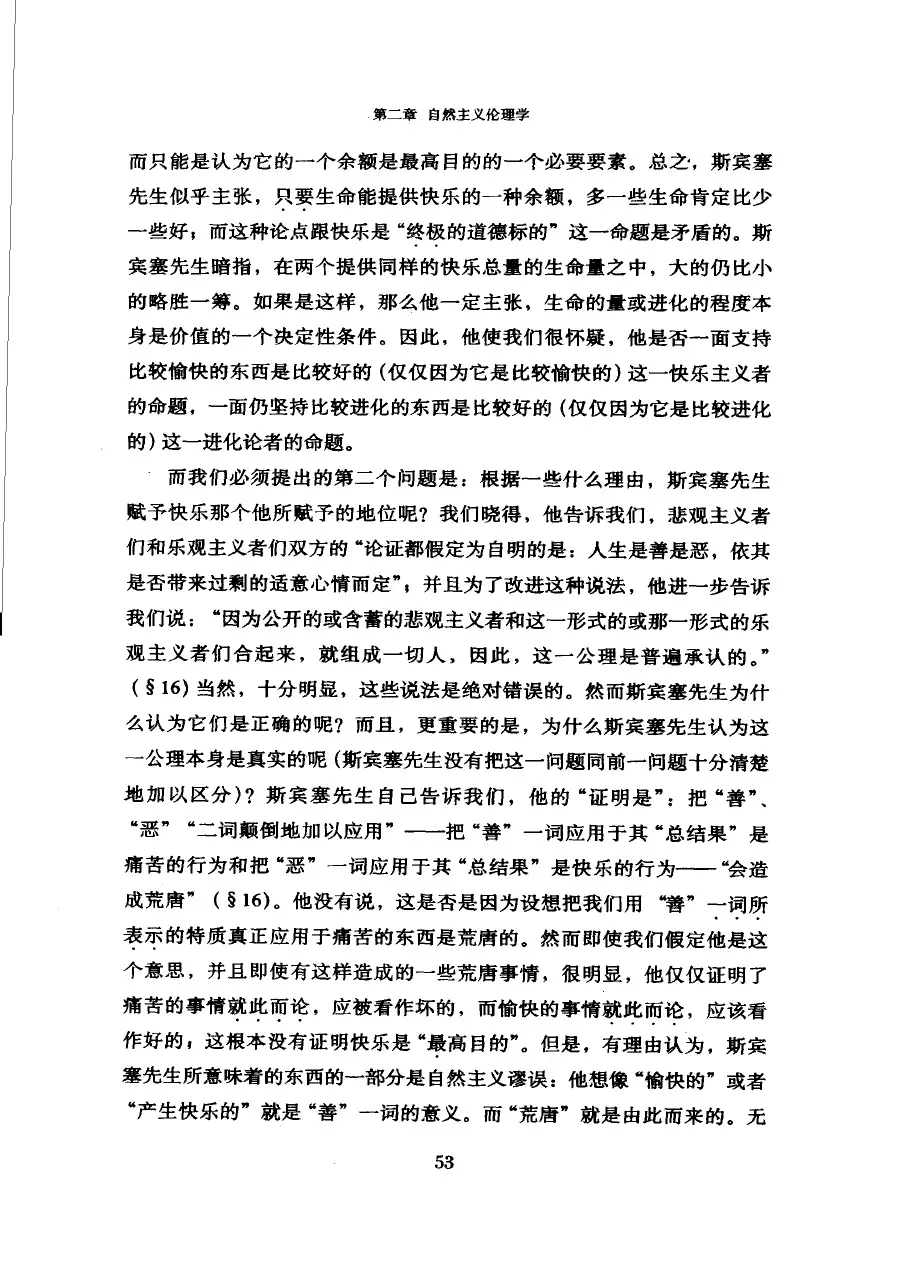 第二章 自然主义伦理学
而只能是认为它的一个余额是最高目的的一个必要要素。总之,斯宾塞
先生似乎主张,只要生命能提供快乐的一种余额,多一些生命肯定比少
一些好;而这种论点跟快乐是“终极的道德标的”这一命题是矛盾的。斯
宾塞先生暗指,在两个提供同样的快乐总量的生命量之中,大的仍比小
的略胜一筹。如果是这样,那么他一定主张,生命的量或进化的程度本
身是价值的一个决定性条件。因此,他使我们很怀疑,他是否一面支持
比较愉快的东西是比较好的(仅仅因为它是比较愉快的)这一快乐主义者
的命题,一面仍坚持比较进化的东西是比较好的(仅仅因为它是比较进化
的)这一进化论者的命题。
而我们必须提出的第二个问题是:根据一些什么理由,斯宾塞先生
赋予快乐那个他所赋予的地位呢?我们晓得,他告诉我们,悲观主义者
们和乐观主义者们双方的“论证都假定为自明的是:人生是善是恶,依其
是否带来过剩的适意心情而定”;并且为了改进这种说法,他进一步告诉
我们说:“因为公开的或含蓄的悲观主义者和这一形式的或那一形式的乐
观主义者们合起来,就组成一切人,因此,这一公理是普遍承认的。”
(§16)当然,十分明显,这些说法是绝对错误的。然而斯宾塞先生为什
么认为它们是正确的呢?而且,更重要的是,为什么斯宾塞先生认为这
一公理本身是真实的呢(斯宾塞先生没有把这一问题同前一问题十分清楚
地加以区分)?斯宾塞先生自己告诉我们,他的“证明是”:把“善”、
“恶”“二词颠倒地加以应用”——把“善”一词应用于其“总结果”是
痛苦的行为和把“恶”一词应用于其“总结果”是快乐的行为——“会造
成荒唐”(§16)。他没有说,这是否是因为设想把我们用“善”一词所
表示的特质真正应用于痛苦的东西是荒唐的。然而即使我们假定他是这
个意思,并且即使有这样造成的一些荒唐事情,很明显,他仅仅证明了
痛苦的事情就此而论,应被看作坏的,而愉快的事情就此而论,应该看
作好的;这根本没有证明快乐是“最高目的”。但是,有理由认为,斯宾
塞先生所意味着的东西的一部分是自然主义谬误:他想像“愉快的”或者
“产生快乐的”就是“善”一词的意义。而“荒唐”就是由此而来的。无
53